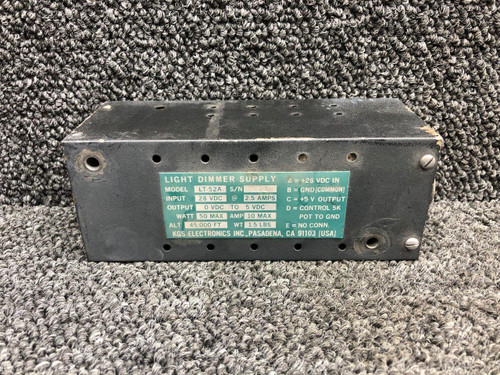 LIGHT DIMMER SUPPLY A = +28 VDC IN
MODEL LT-52A S/N B = GND (COMMON)
INPUT 28 VDC @ 2.5 AMPS C = +5 V OUTPUT
OUTPUT 0 VDC TO 5 VDC D = CONTROL 5K
WATT 50 MAX AMP 10 MAX POT TO GND
ALT 45,000 FT WT 1.5 LBS E = NO CONN.
KGS ELECTRONICS INC., PASADENA, CA 91103 [USA]